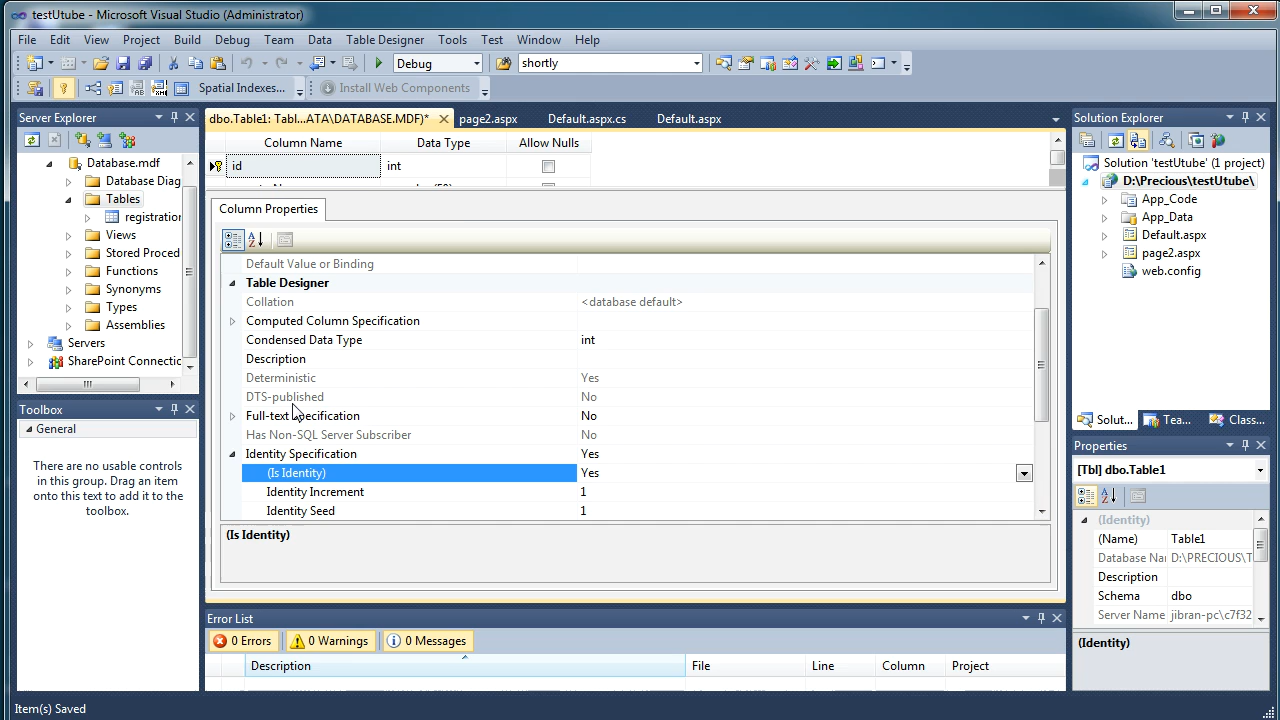 testUtube - Microsoft Visual Studio (Administrator)
File Edit View Project Build Debug Team Data Table Designer Tools Test Window Help
Debug shortly
Spatial Indexes... Install Web Components
Server Explorer
Database.mdf
Database Diag
Tables
registration
Views
Stored Proced
Functions
Synonyms
Types
Assemblies
Servers
SharePoint Connectic
Toolbox
General
There are no usable controls
in this group. Drag an item
onto this text to add it to the
toolbox.
dbo.Table1: Tabl...ATA\DATABASE.MDF)* page2.aspx Default.aspx.cs Default.aspx
Column Name Data Type Allow Nulls
id int
Column Properties
Default Value or Binding
Table Designer
Collation <database default>
Computed Column Specification
Condensed Data Type int
Description
Deterministic Yes
DTS-published No
Full-text Specification No
Has Non-SQL Server Subscriber No
Identity Specification Yes
(Is Identity) Yes
Identity Increment 1
Identity Seed 1
(Is Identity)
Error List
0 Errors 0 Warnings 0 Messages
Description File Line Column Project
Solution Explorer
Solution 'testUtube' (1 project)
D:\Precious\testUtube\
App_Code
App_Data
Default.aspx
page2.aspx
web.config
Solut... Tea... Class...
Properties
[Tbl] dbo.Table1
(Identity)
(Name) Table1
Database Na D:\PRECIOUS\T
Description
Schema dbo
Server Name jibran-pc\c7f32
(Identity)
Item(s) Saved